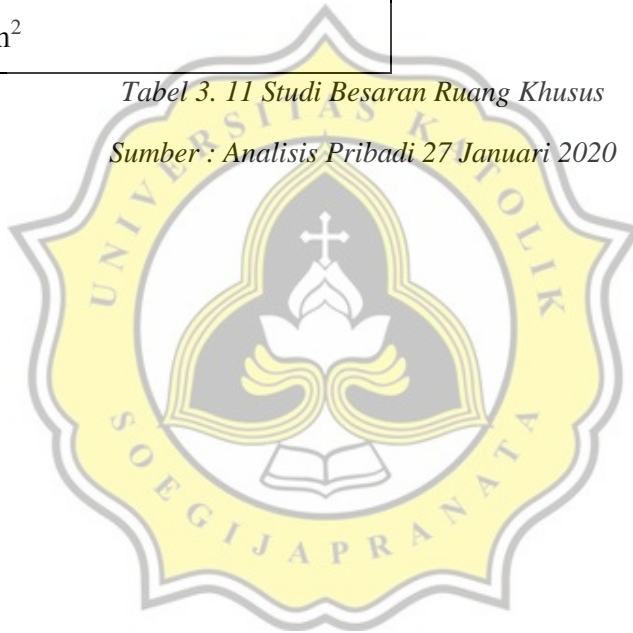 m²
Tabel 3. 11 Studi Besaran Ruang Khusus
Sumber : Analisis Pribadi 27 Januari 2020
UNIVERSITAS KATOLIK
SOEGIJAPRANATA